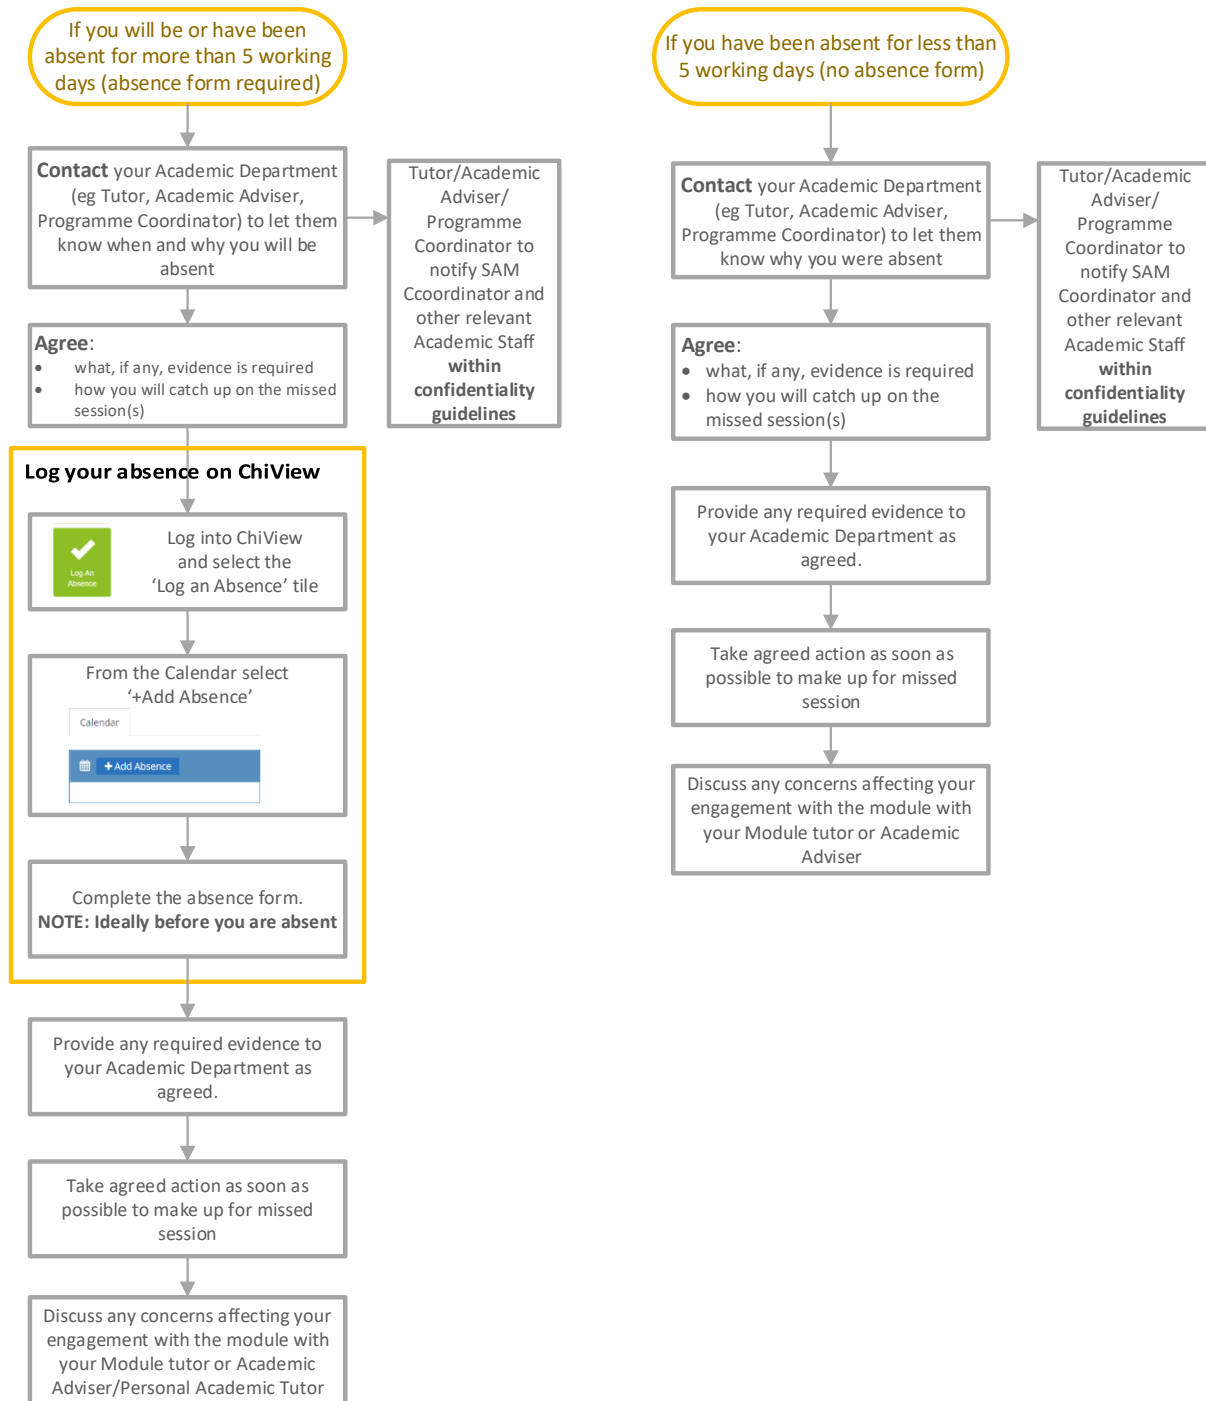 If you will be or have been
absent for more than 5 working
days (absence form required)
Contact your Academic Department
(eg Tutor, Academic Adviser,
Programme Coordinator) to let them
know when and why you will be
absent
Tutor/Academic
Adviser/
Programme
Coordinator to
notify SAM
Ccoordinator and
other relevant
Academic Staff
within
confidentiality
guidelines
Agree:
• what, if any, evidence is required
• how you will catch up on the missed
session(s)
Log your absence on ChiView
Log An
Absence
Log into ChiView
and select the
‘Log an Absence’ tile
From the Calendar select
‘+Add Absence’
Calendar
+ Add Absence
Complete the absence form.
NOTE: Ideally before you are absent
Provide any required evidence to
your Academic Department as
agreed.
Take agreed action as soon as
possible to make up for missed
session
Discuss any concerns affecting your
engagement with the module with
your Module tutor or Academic
Adviser/Personal Academic Tutor
If you have been absent for less than
5 working days (no absence form)
Contact your Academic Department
(eg Tutor, Academic Adviser,
Programme Coordinator) to let them
know why you were absent
Tutor/Academic
Adviser/
Programme
Coordinator to
notify SAM
Coordinator and
other relevant
Academic Staff
within
confidentiality
guidelines
Agree:
• what, if any, evidence is required
• how you will catch up on the
missed session(s)
Provide any required evidence to
your Academic Department as
agreed.
Take agreed action as soon as
possible to make up for missed
session
Discuss any concerns affecting your
engagement with the module with
your Module tutor or Academic
Adviser